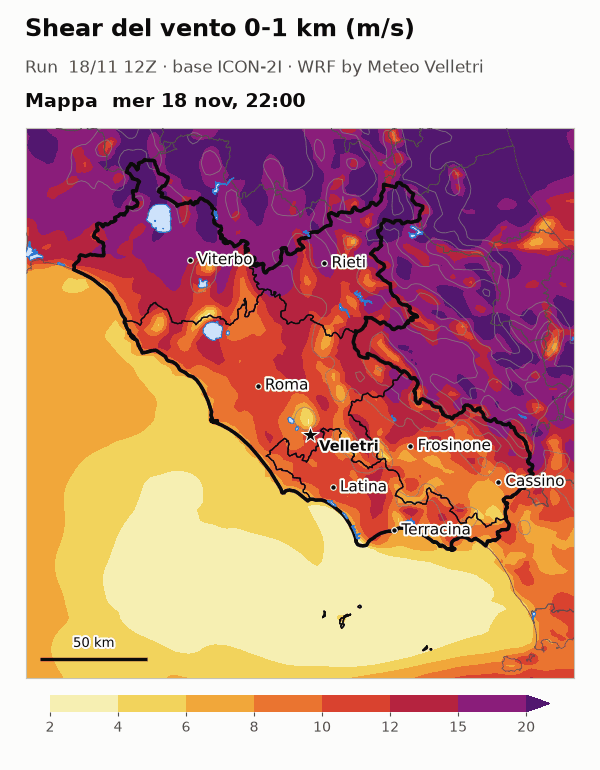 Shear del vento 0-1 km (m/s)
Run  18/11 12Z · base ICON-2I · WRF by Meteo Velletri
Mappa  mer 18 nov, 22:00
Viterbo
Rieti
Roma
Velletri
Frosinone
Cassino
Latina
Terracina
50 km
2 4 6 8 10 12 15 20